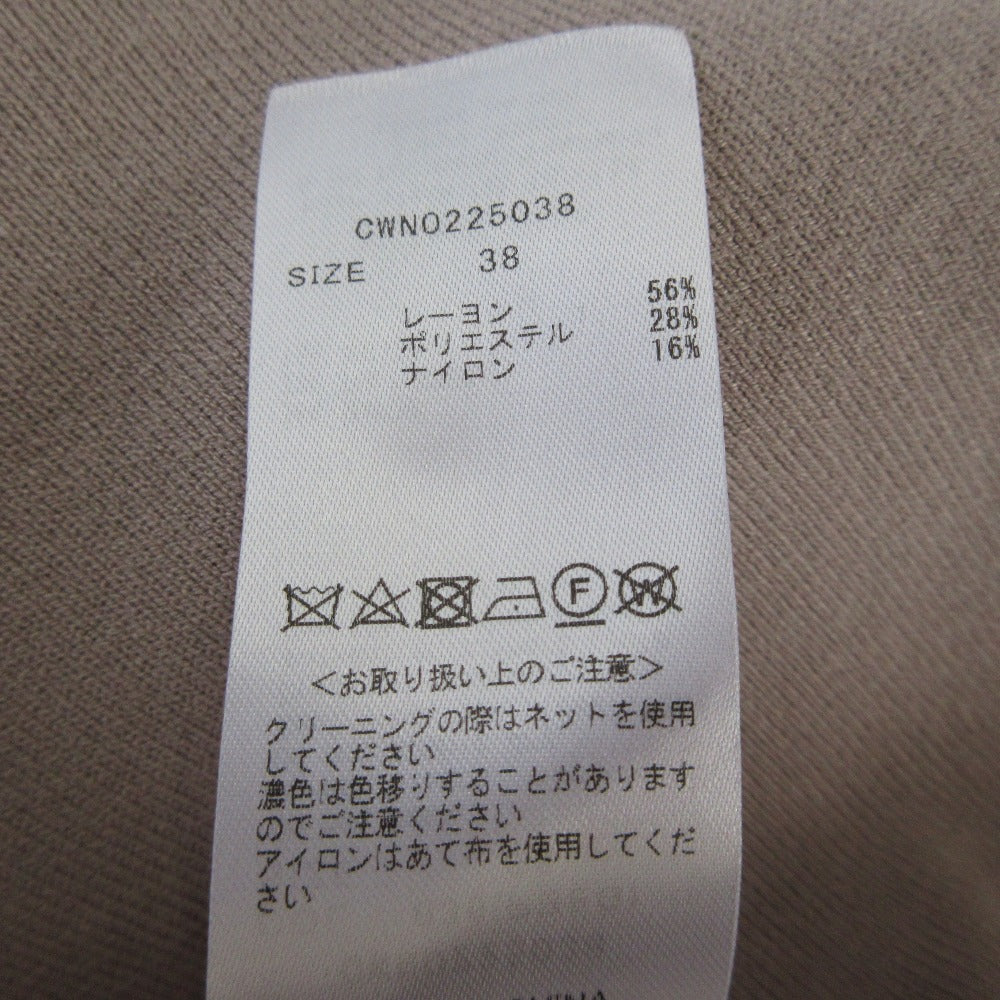 CWN0225038
SIZE 38
レーヨン 56%
ポリエステル 28%
ナイロン 16%
F W
<お取り扱い上のご注意>
クリーニングの際はネットを使用
してください
濃色は色移りすることがあります
のでご注意ください
アイロンはあて布を使用してくだ
さい